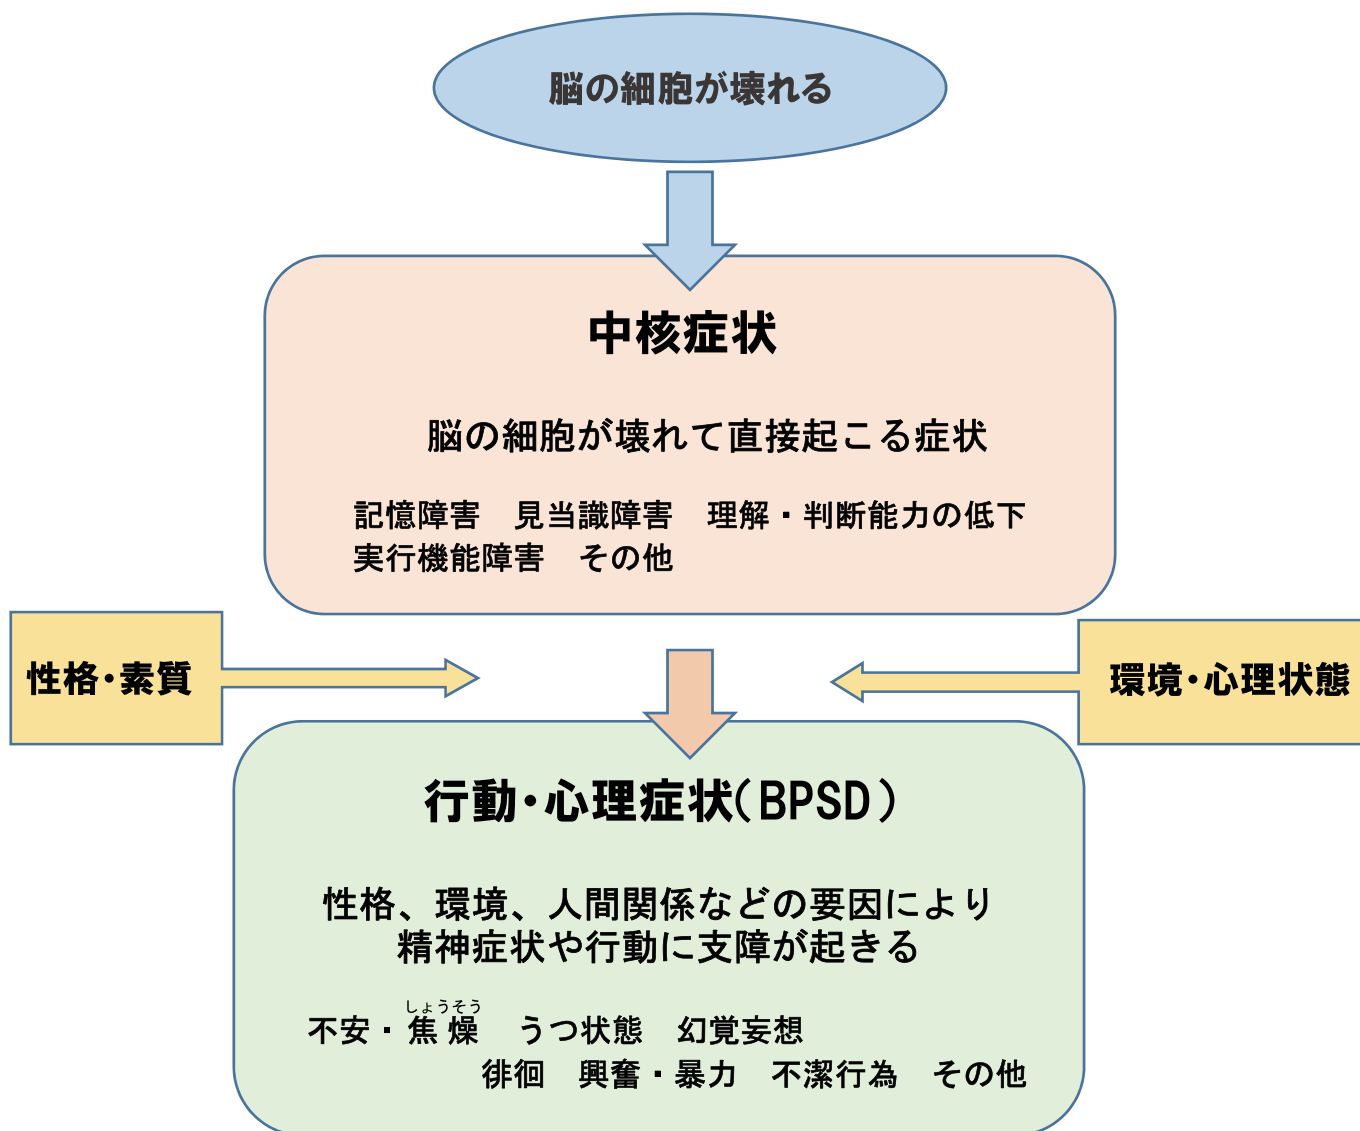 脳の細胞が壊れる
中核症状
脳の細胞が壊れて直接起こる症状
記憶障害　見当識障害　理解・判断能力の低下
実行機能障害　その他
性格・素質
環境・心理状態
行動・心理症状(BPSD)
性格、環境、人間関係などの要因により
精神症状や行動に支障が起きる
しょうそう
不安・焦燥　うつ状態　幻覚妄想
徘徊　興奮・暴力　不潔行為　その他